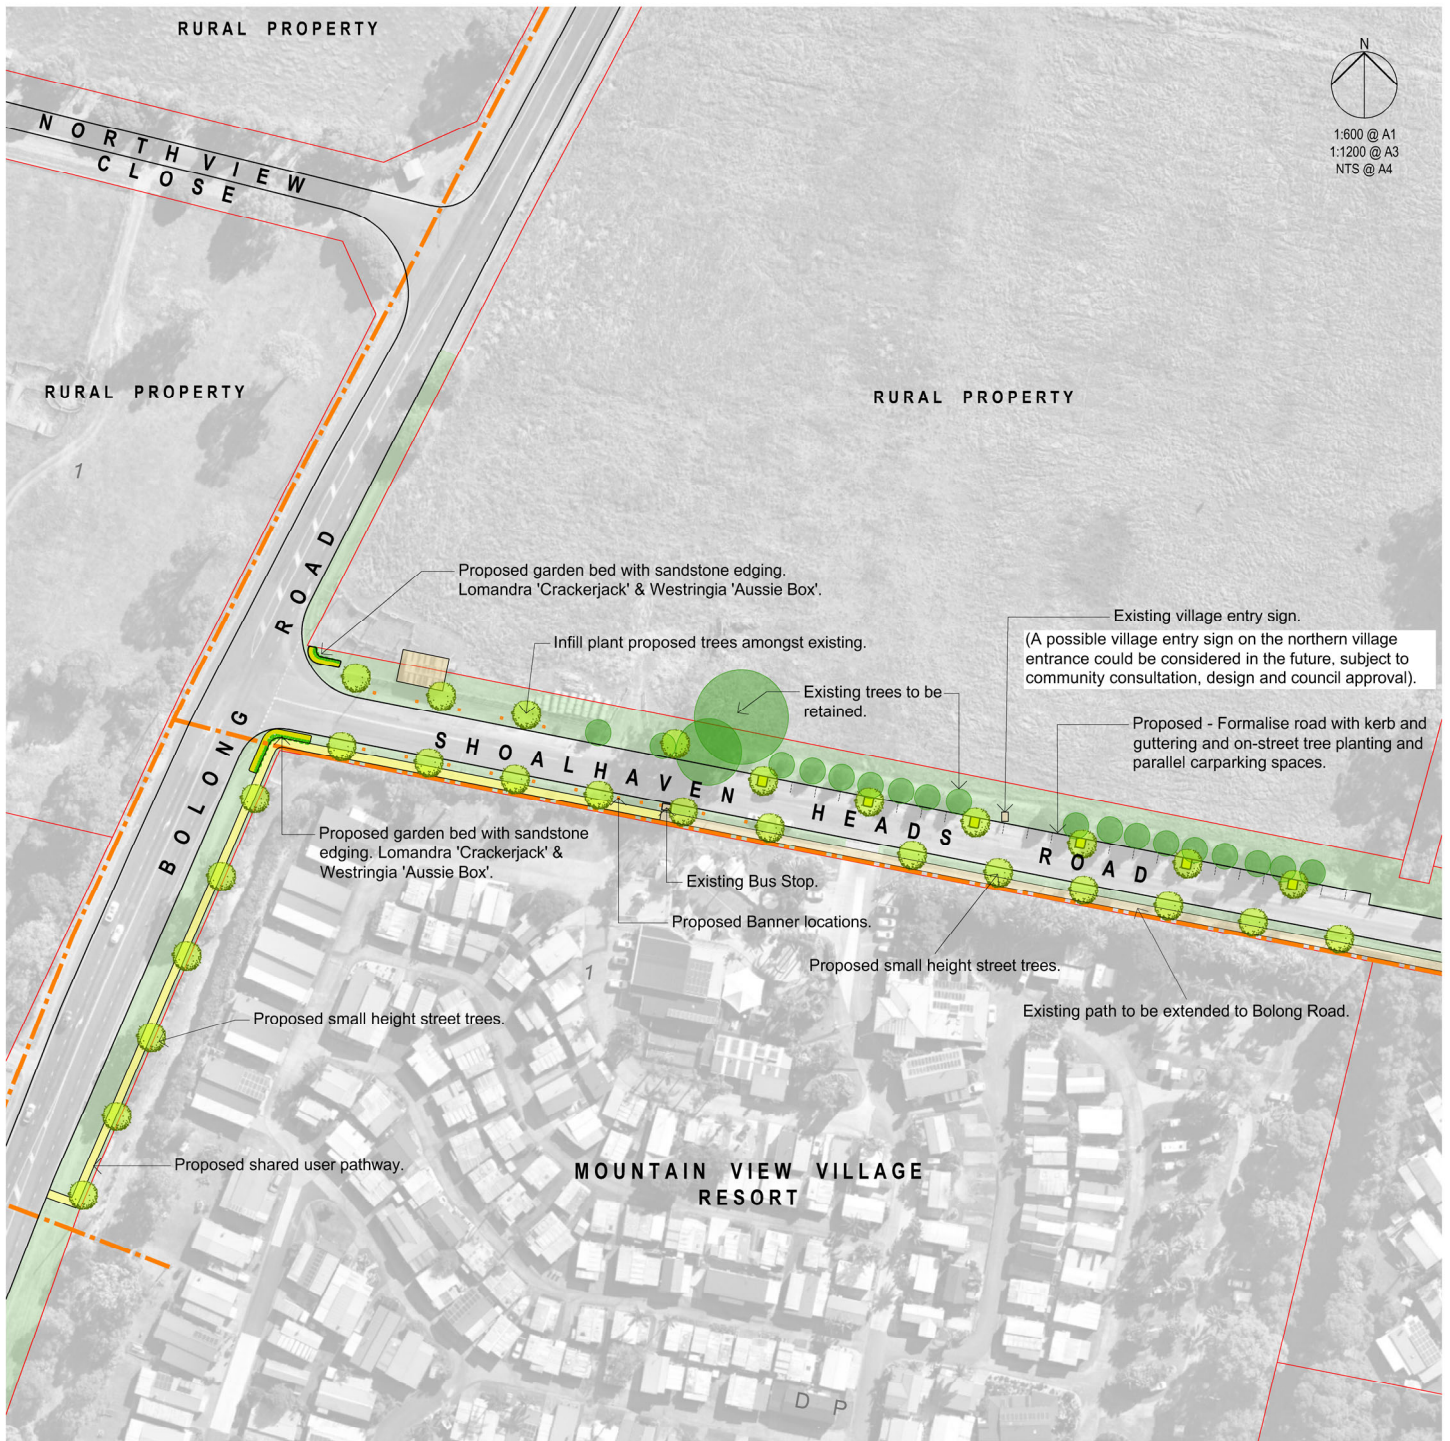 RURAL PROPERTY
N
1:600 @ A1
1:1200 @ A3
NTS @ A4
NORTHVIEW
CLOSE
RURAL PROPERTY
RURAL PROPERTY
1
BOLONG ROAD
Proposed garden bed with sandstone edging.
Lomandra 'Crackerjack' & Westringia 'Aussie Box'.
Infill plant proposed trees amongst existing.
Existing village entry sign.
(A possible village entry sign on the northern village
entrance could be considered in the future, subject to
community consultation, design and council approval).
Existing trees to be
retained.
Proposed - Formalise road with kerb and
guttering and on-street tree planting and
parallel carparking spaces.
SHOALHAVEN HEADS ROAD
Proposed garden bed with sandstone
edging. Lomandra 'Crackerjack' &
Westringia 'Aussie Box'.
Existing Bus Stop.
Proposed Banner locations.
1
Proposed small height street trees.
Existing path to be extended to Bolong Road.
Proposed small height street trees.
Proposed shared user pathway.
MOUNTAIN VIEW VILLAGE
RESORT
D P